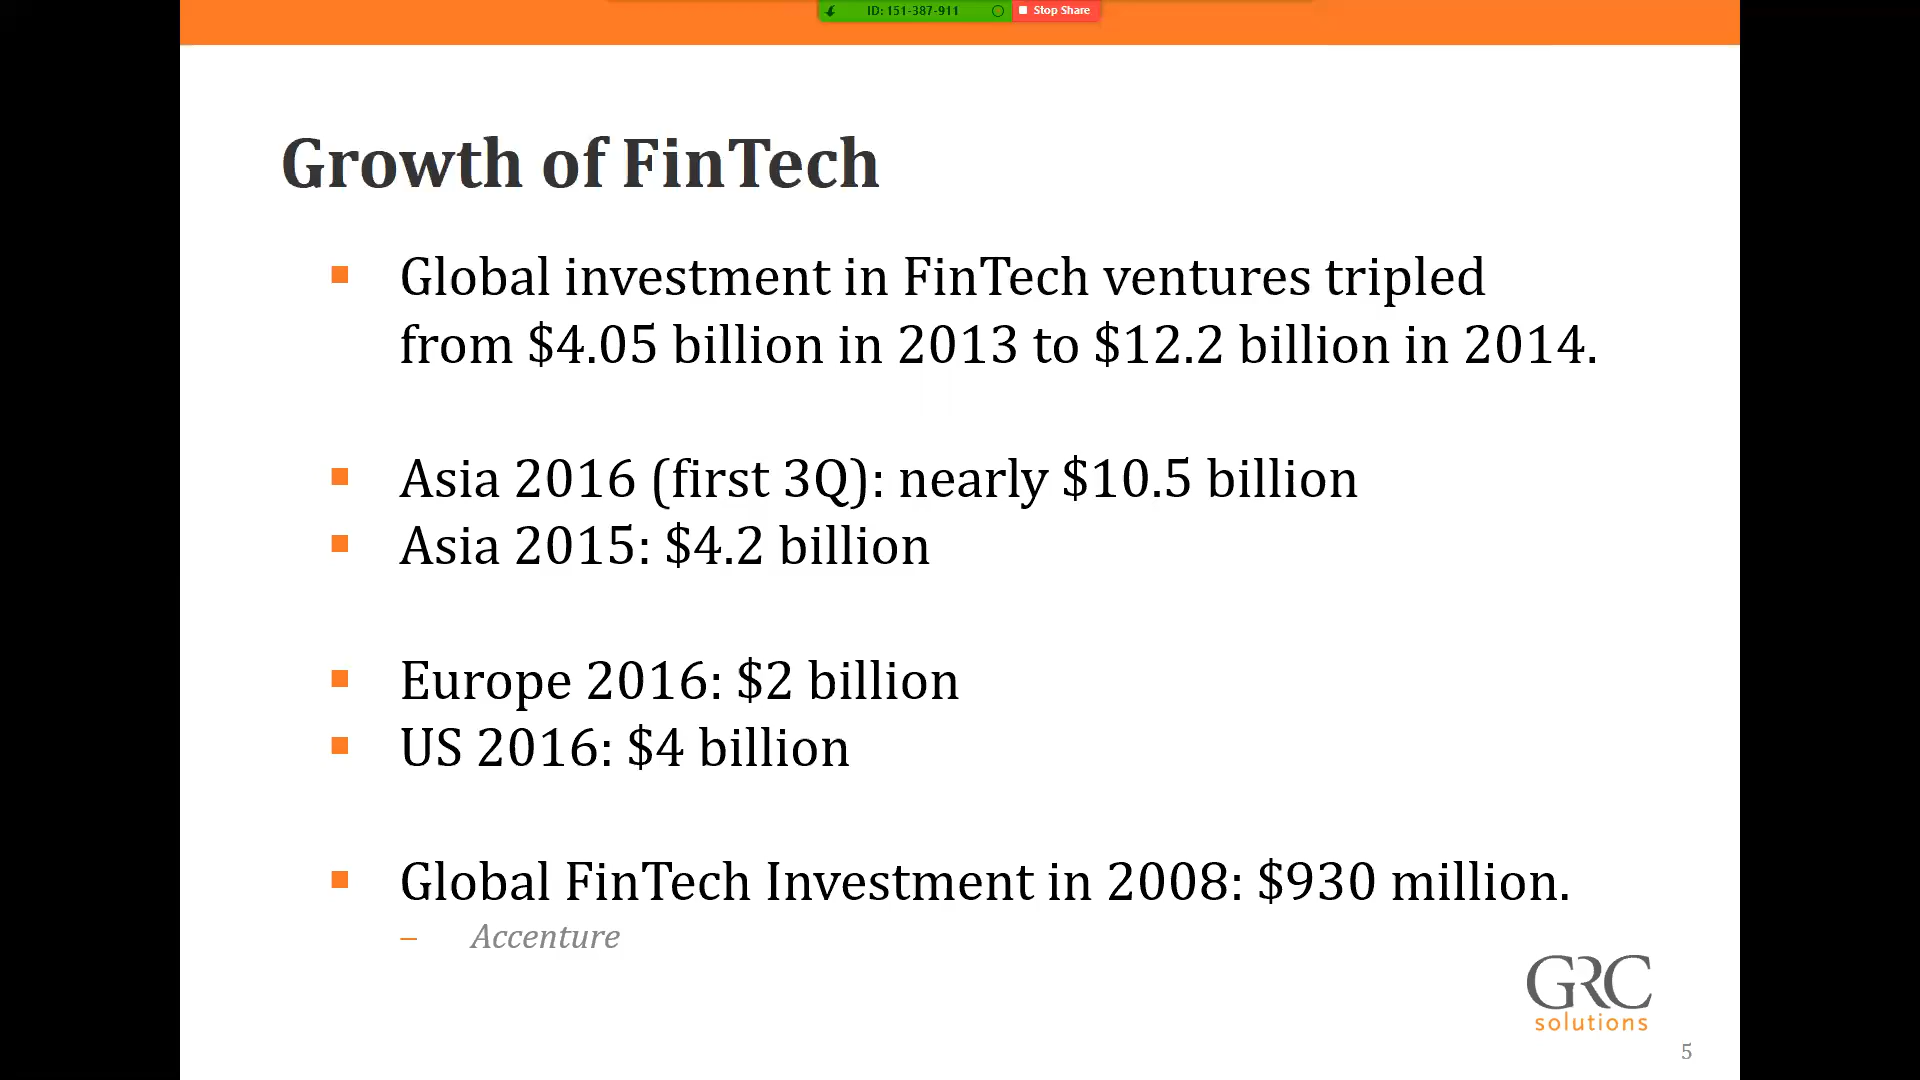 ID: 151-387-911
Stop Share
Growth of FinTech
Global investment in FinTech ventures tripled
from $4.05 billion in 2013 to $12.2 billion in 2014.
Asia 2016 (first 3Q): nearly $10.5 billion
Asia 2015: $4.2 billion
Europe 2016: $2 billion
US 2016: $4 billion
Global FinTech Investment in 2008: $930 million.
– Accenture
GRC
solutions
5